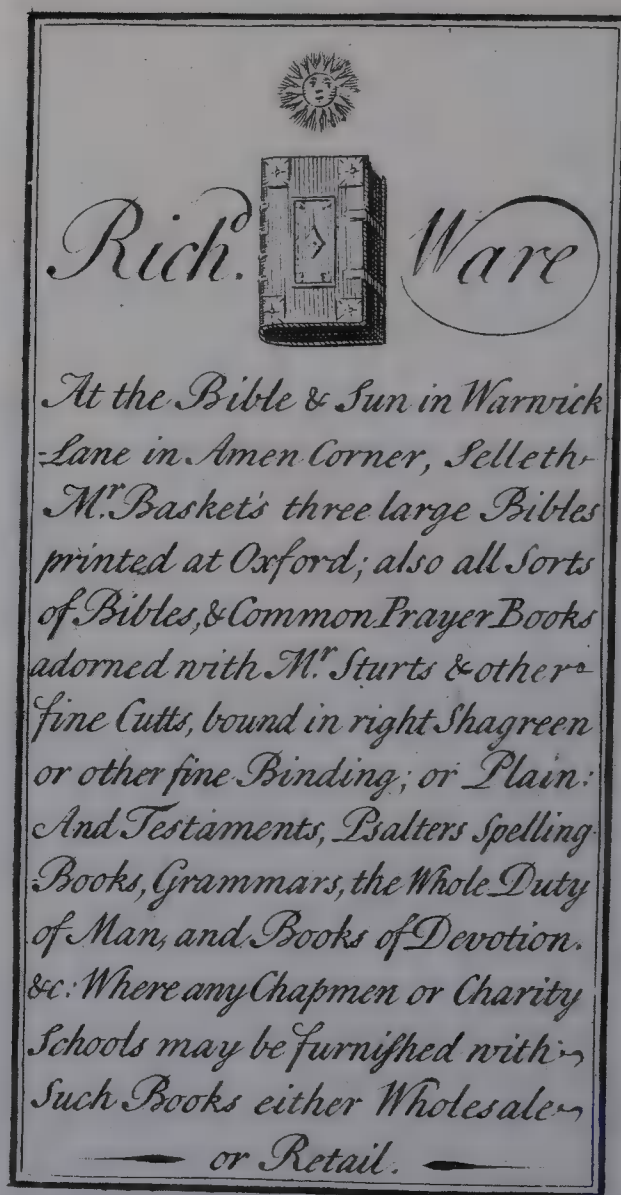 Richd. Ware
At the Bible & Sun in Warwick
-Lane in Amen Corner, Selleth
Mr. Basket's three large Bibles
printed at Oxford; also all Sorts
of Bibles, & Common Prayer Books
adorned with Mr. Sturts & other
fine Cutts, bound in right Shagreen
or other fine Binding; or Plain:
And Testaments, Psalters Spelling
Books, Grammars, the Whole Duty
of Man, and Books of Devotion.
&c: Where any Chapmen or Charity
Schools may be furniſhed with
Such Books either Wholesale
or Retail.